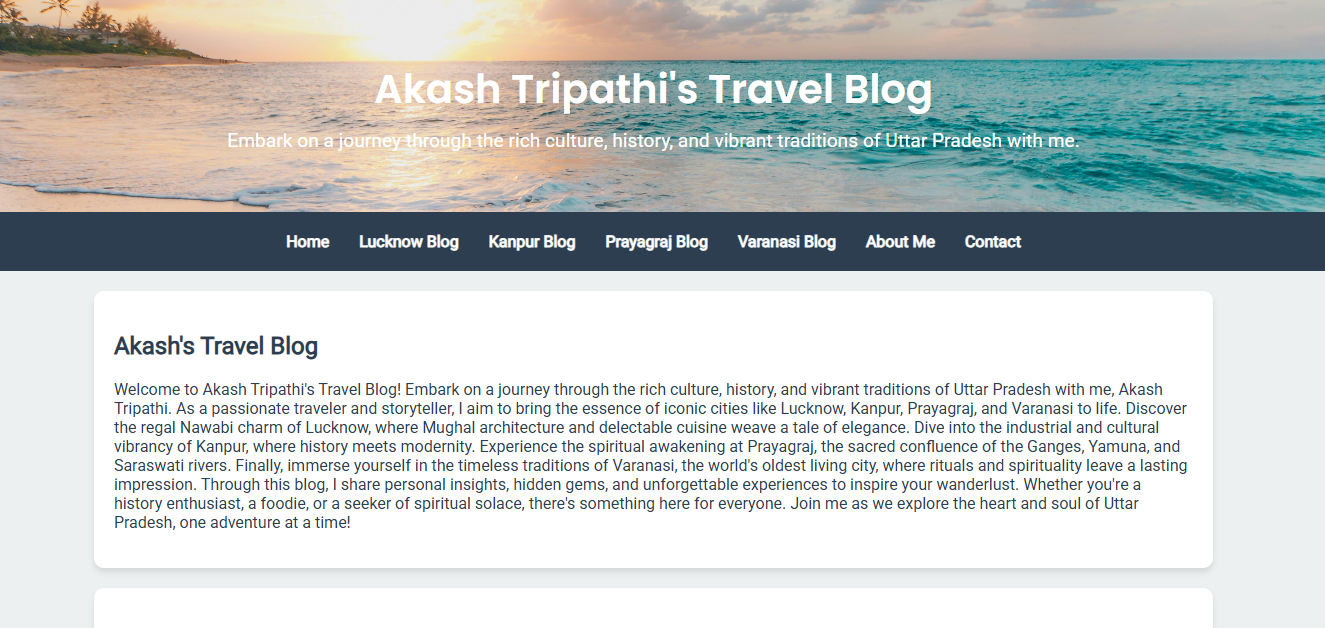 Akash Tripathi's Travel Blog
Embark on a journey through the rich culture, history, and vibrant traditions of Uttar Pradesh with me.
Home Lucknow Blog Kanpur Blog Prayagraj Blog Varanasi Blog About Me Contact
Akash's Travel Blog
Welcome to Akash Tripathi's Travel Blog! Embark on a journey through the rich culture, history, and vibrant traditions of Uttar Pradesh with me, Akash
Tripathi. As a passionate traveler and storyteller, I aim to bring the essence of iconic cities like Lucknow, Kanpur, Prayagraj, and Varanasi to life. Discover
the regal Nawabi charm of Lucknow, where Mughal architecture and delectable cuisine weave a tale of elegance. Dive into the industrial and cultural
vibrancy of Kanpur, where history meets modernity. Experience the spiritual awakening at Prayagraj, the sacred confluence of the Ganges, Yamuna, and
Saraswati rivers. Finally, immerse yourself in the timeless traditions of Varanasi, the world's oldest living city, where rituals and spirituality leave a lasting
impression. Through this blog, I share personal insights, hidden gems, and unforgettable experiences to inspire your wanderlust. Whether you're a
history enthusiast, a foodie, or a seeker of spiritual solace, there's something here for everyone. Join me as we explore the heart and soul of Uttar
Pradesh, one adventure at a time!